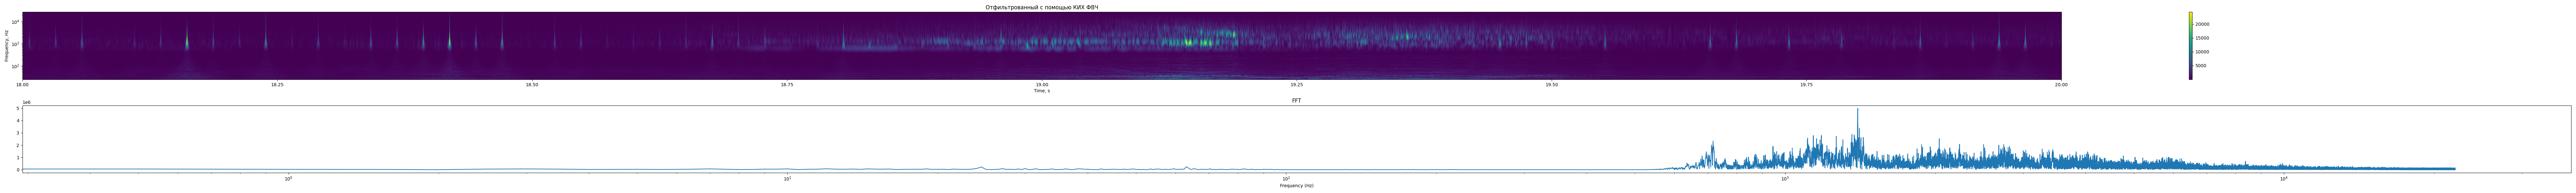 Отфильтрованный с помощью КИХ ФВЧ
Frequency, Hz
10⁴
10³
10²
20000
15000
10000
5000
18.00 18.25 18.50 18.75 19.00 19.25 19.50 19.75 20.00
Time, s
FFT
1e6
5
4
3
2
1
0
10⁰ 10¹ 10² 10³ 10⁴
Frequency (Hz)